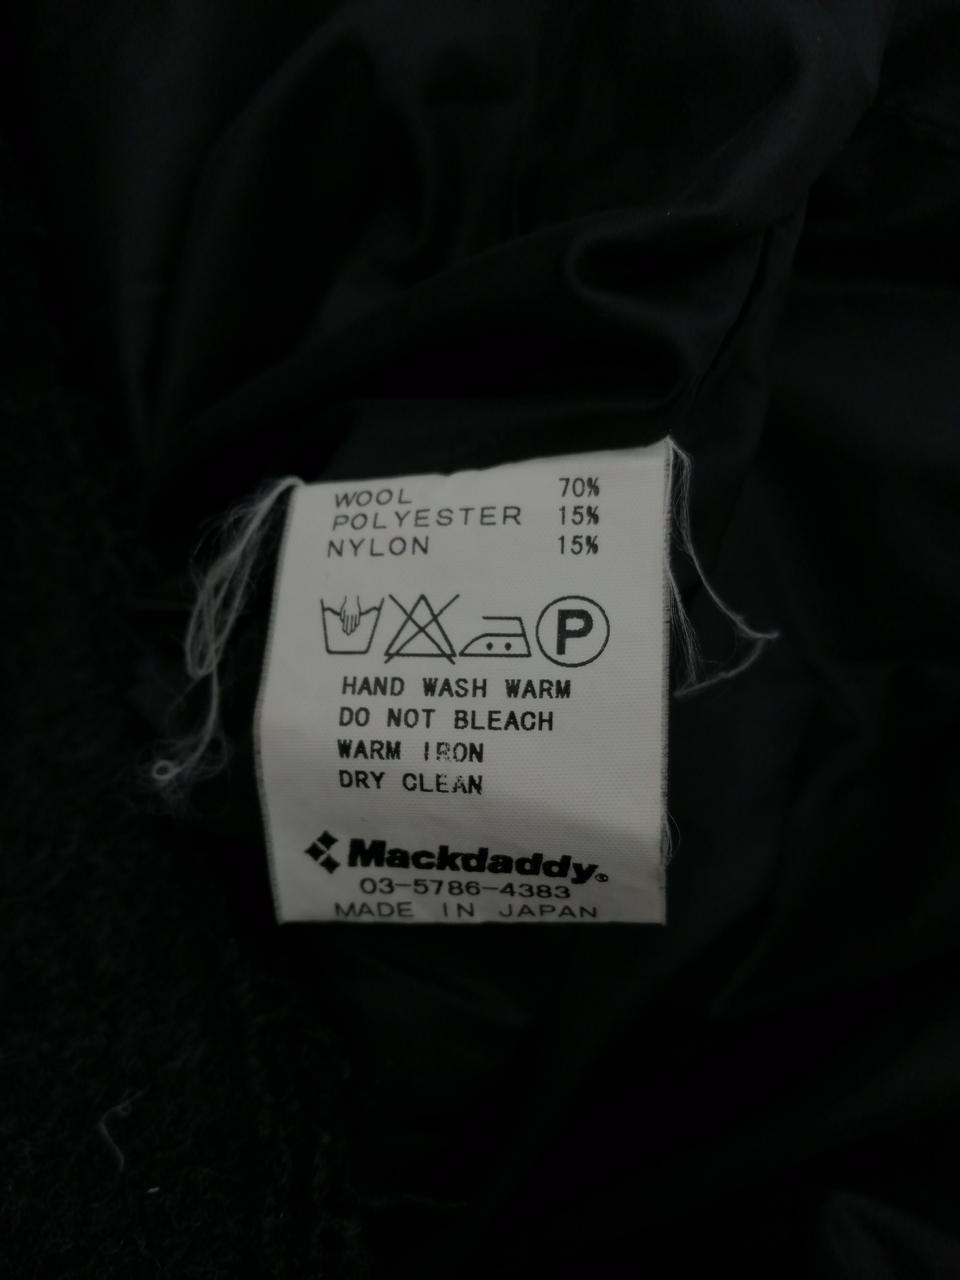 WOOL 70%
POLYESTER 15%
NYLON 15%
P
HAND WASH WARM
DO NOT BLEACH
WARM IRON
DRY CLEAN
Mackdaddy®
03-5786-4383
MADE IN JAPAN